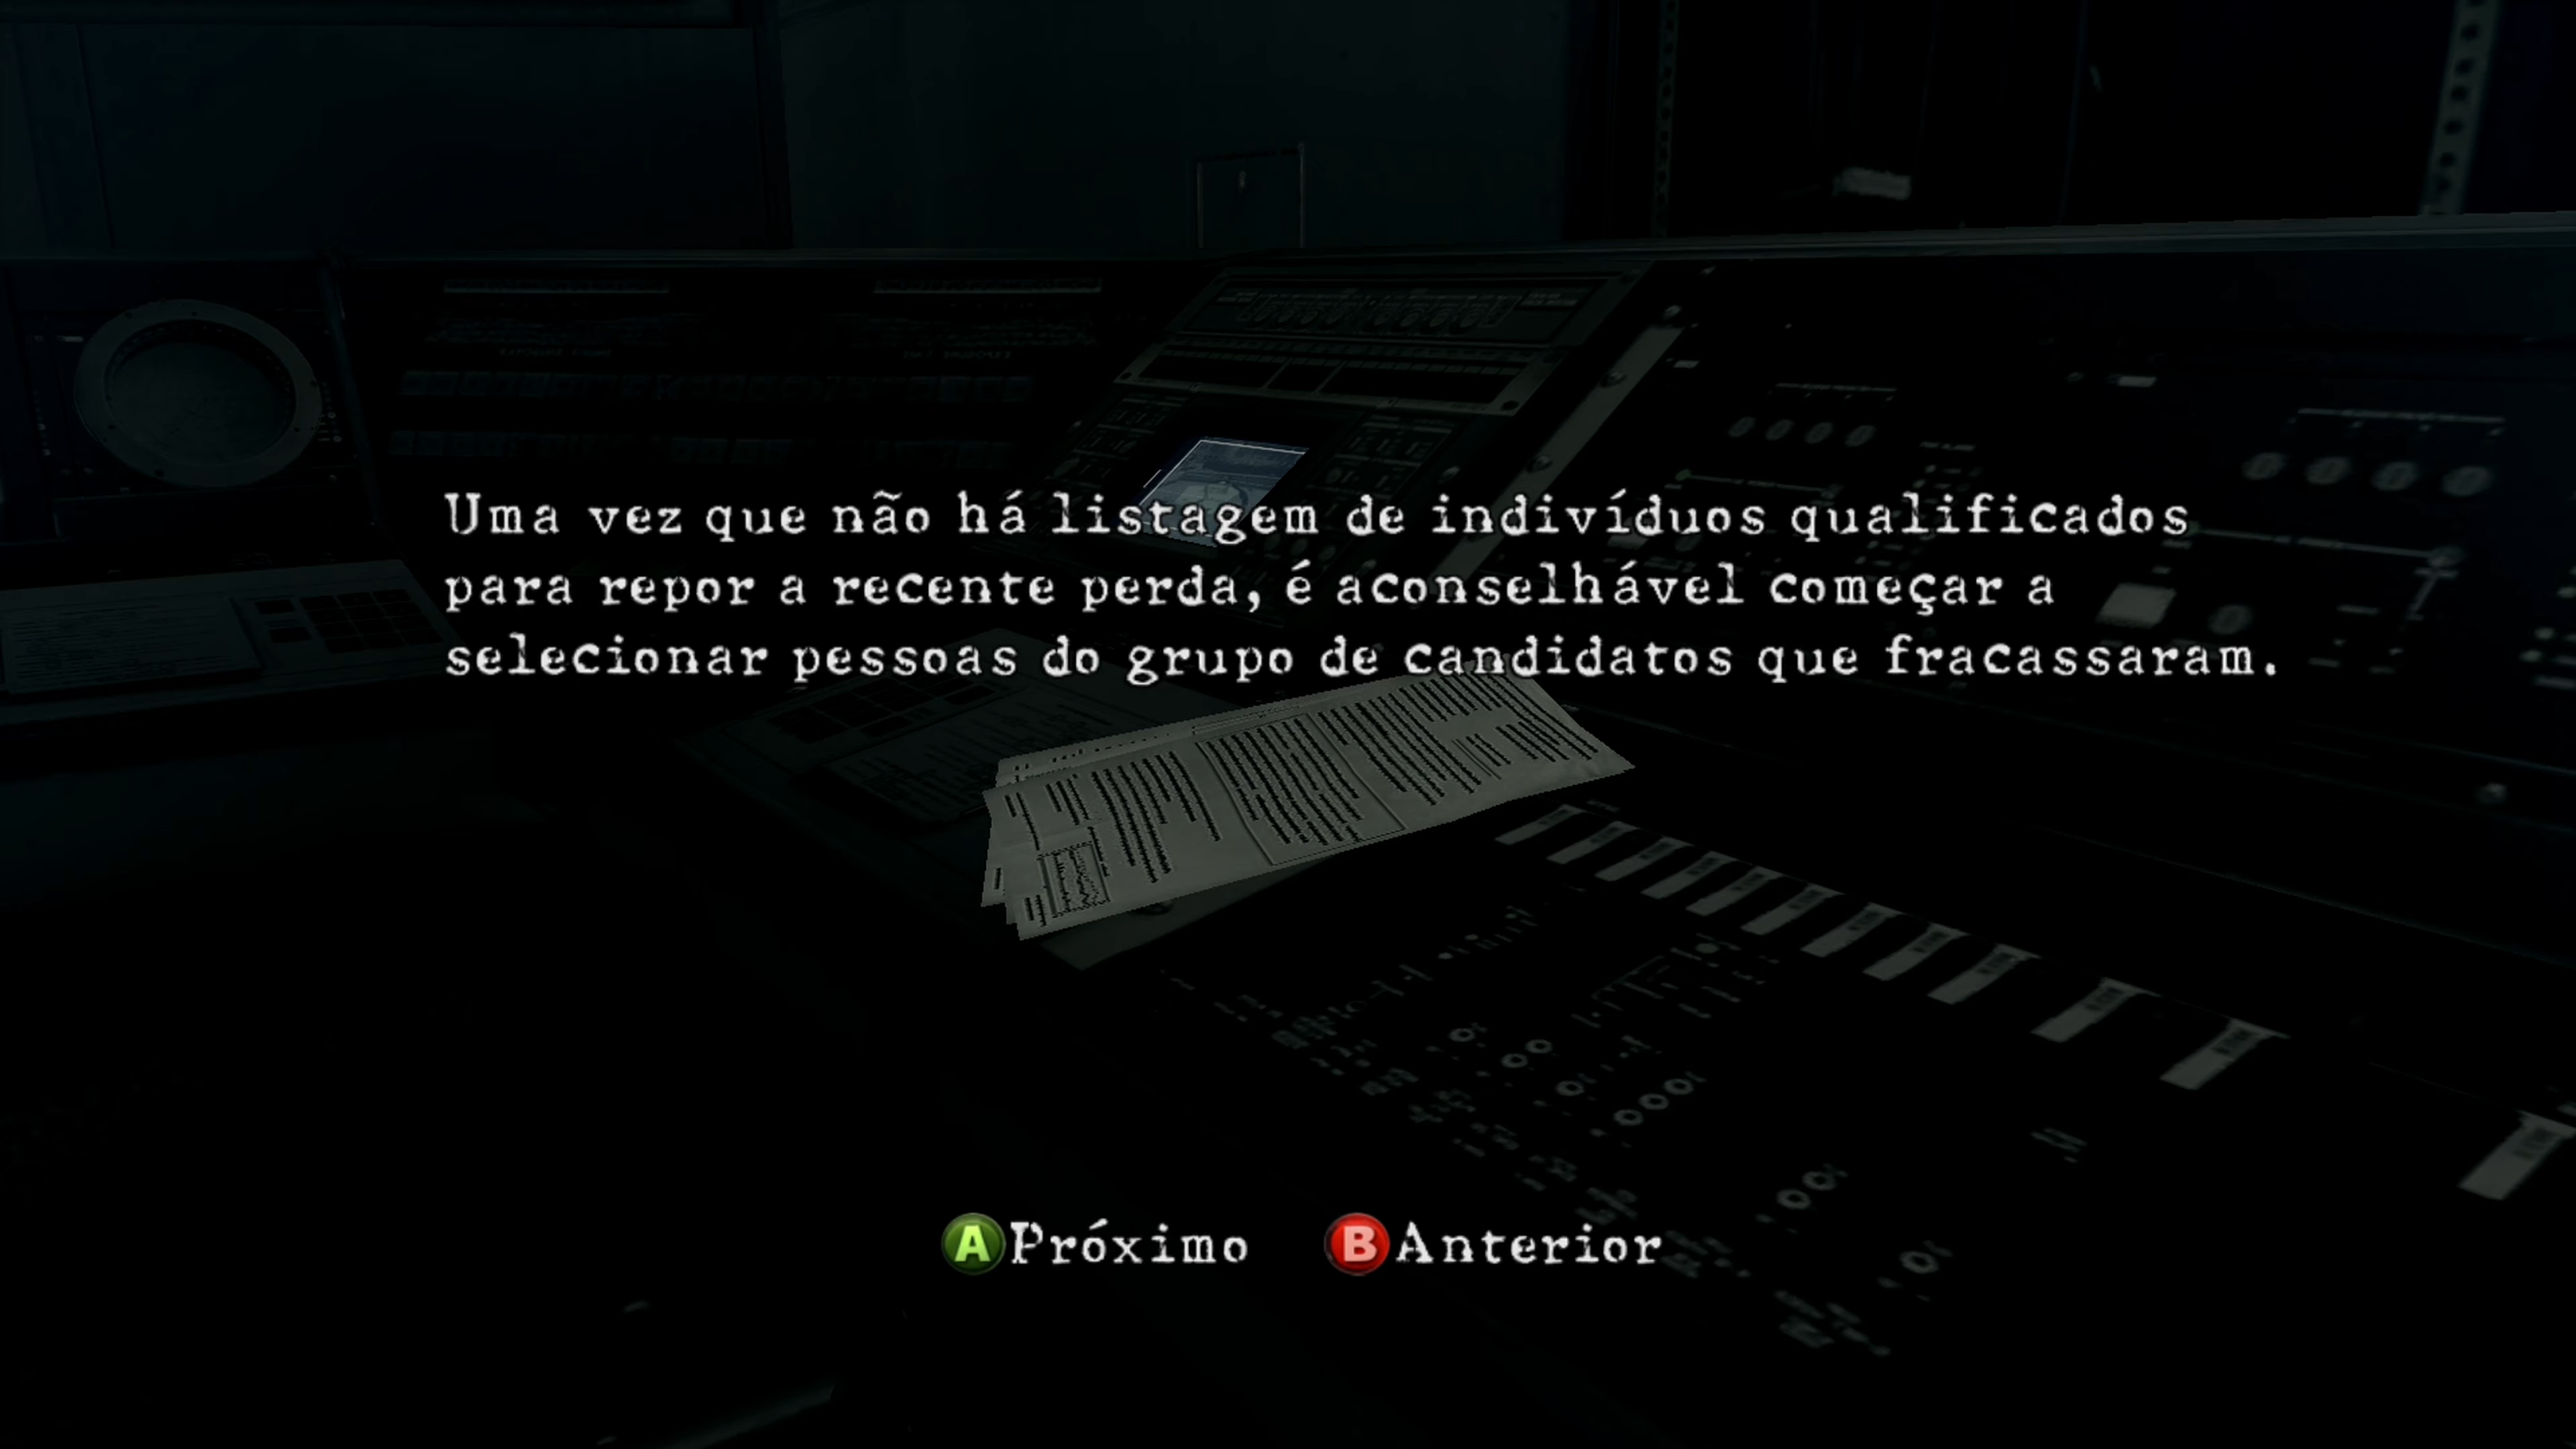 Uma vez que não há listagem de indivíduos qualificados
para repor a recente perda, é aconselhável começar a
selecionar pessoas do grupo de candidatos que fracassaram.
A Próximo B Anterior